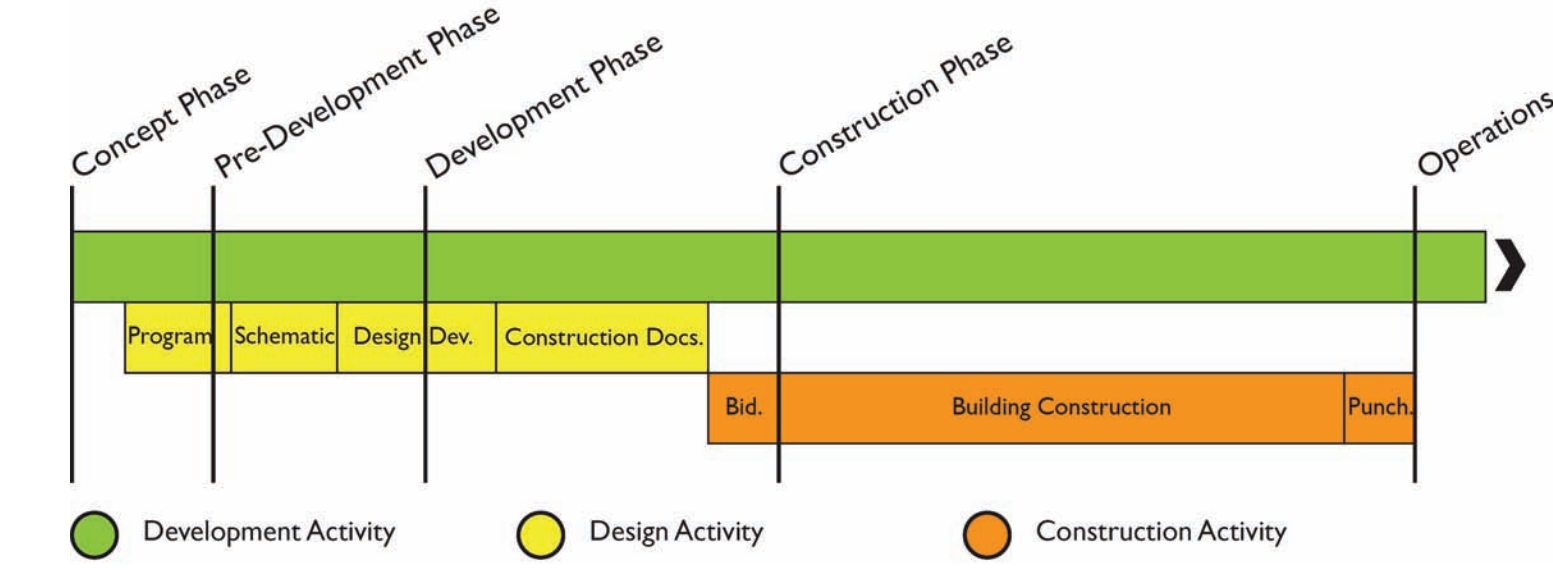 Concept Phase
Pre-Development Phase
Development Phase
Construction Phase
Operations
Program
Schematic
Design Dev.
Construction Docs.
Bid.
Building Construction
Punch.
Development Activity
Design Activity
Construction Activity